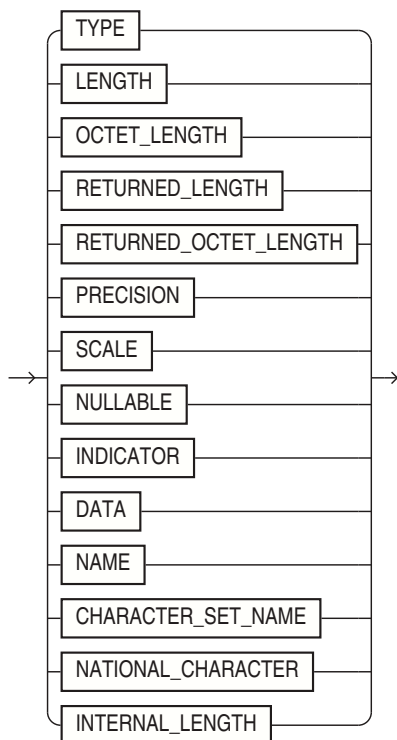 TYPE
LENGTH
OCTET_LENGTH
RETURNED_LENGTH
RETURNED_OCTET_LENGTH
PRECISION
SCALE
NULLABLE
INDICATOR
DATA
NAME
CHARACTER_SET_NAME
NATIONAL_CHARACTER
INTERNAL_LENGTH